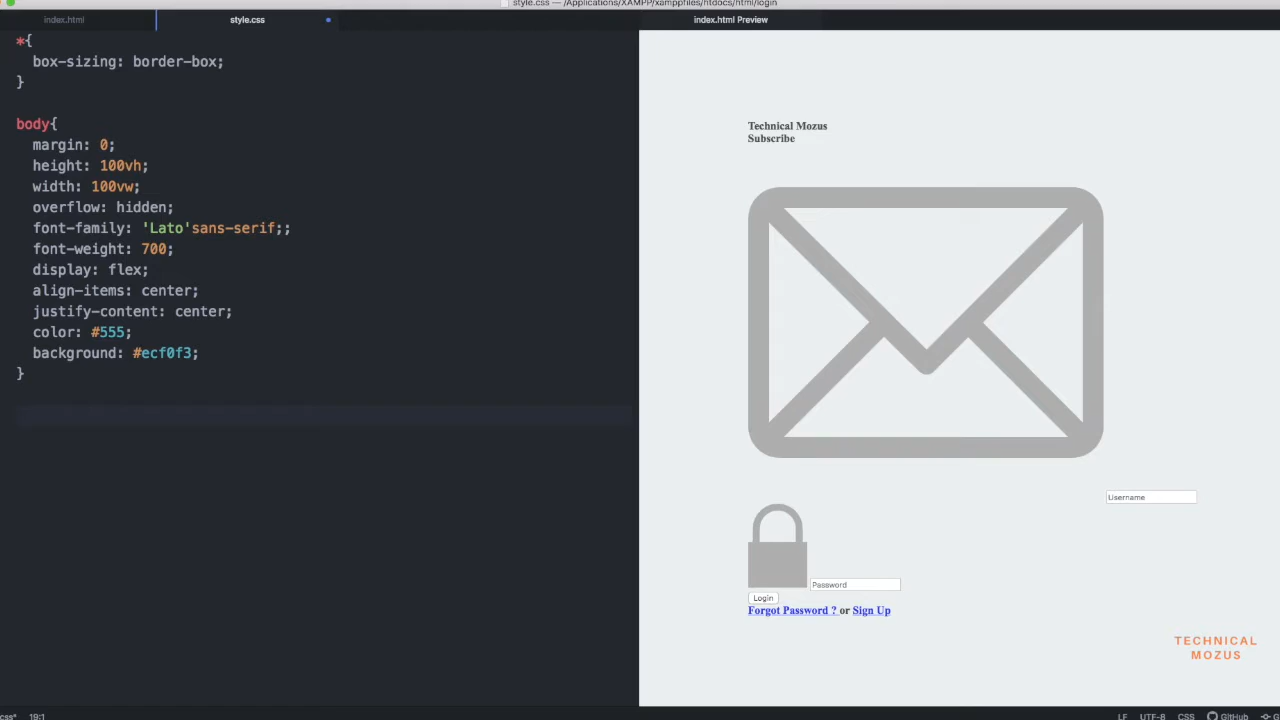 style.css — /Applications/XAMPP/xamppfiles/htdocs/html/login
index.html
style.css
index.html Preview
*{
box-sizing: border-box;
}
body{
margin: 0;
height: 100vh;
width: 100vw;
overflow: hidden;
font-family: 'Lato'sans-serif;;
font-weight: 700;
display: flex;
align-items: center;
justify-content: center;
color: #555;
background: #ecf0f3;
}
Technical Mozus
Subscribe
Username
Password
Login
Forgot Password ? or Sign Up
TECHNICAL
MOZUS
css* 19:1
LF UTF-8 CSS GitHub